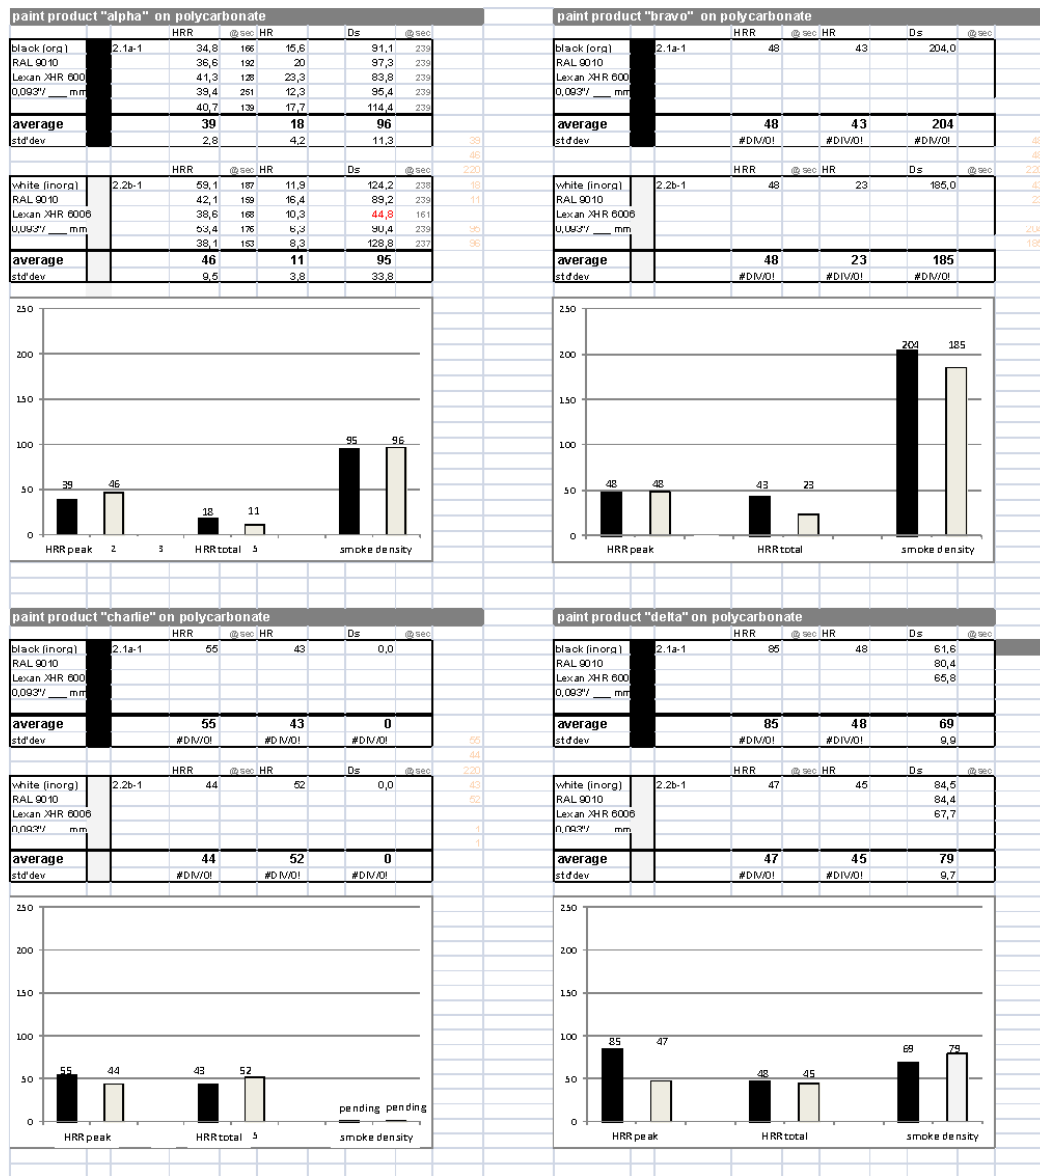 paint product "alpha" on polycarbonate
HRR @sec HR Ds @sec
black (org) 2.1a-1 34,8 166 15,6 91,1 239
RAL 9010 36,6 192 20 97,3 239
Lexan XHR 600 41,3 128 23,3 83,8 239
0,093"/ ___ mm 39,4 251 12,3 95,4 239
40,7 139 17,7 114,4 239
average 39 18 96
std'dev 2,8 4,2 11,3 39
46
HRR @sec HR Ds @sec 220
white (inorg) 2.2b-1 59,1 187 11,9 124,2 238 18
RAL 9010 42,1 159 16,4 89,2 239 11
Lexan XHR 6006 38,6 168 10,3 44,8 161
0,093"/ ___ mm 53,4 176 6,3 90,4 239 95
38,1 153 8,3 128,8 237 96
average 46 11 95
std'dev 9,5 3,8 33,8
250
200
150
100
50
0
39 46 18 11 95 96
HRR peak 2 3 HRR total 5 smoke density
paint product "bravo" on polycarbonate
HRR @sec HR Ds @sec
black (org) 2.1a-1 48 43 204,0
RAL 9010
Lexan XHR 600
0,093"/ ___ mm
average 48 43 204
std'dev #DIV/0! #DIV/0! #DIV/0! 48
48
HRR @sec HR Ds @sec 220
white (inorg) 2.2b-1 48 23 185,0 43
RAL 9010 23
Lexan XHR 6006
0,093"/ ___ mm 204
185
average 48 23 185
std'dev #DIV/0! #DIV/0! #DIV/0!
250
200
150
100
50
0
48 48 43 23 204 185
HRR peak HRR total smoke density
paint product "charlie" on polycarbonate
HRR @sec HR Ds @sec
black (inorg) 2.1a-1 55 43 0,0
RAL 9010
Lexan XHR 600
0,093"/ ___ mm
average 55 43 0
std'dev #DIV/0! #DIV/0! #DIV/0! 55
44
HRR @sec HR Ds @sec 220
white (inorg) 2.2b-1 44 52 0,0 43
RAL 9010 52
Lexan XHR 6006
0,093"/ mm 1
1
average 44 52 0
std'dev #DIV/0! #DIV/0! #DIV/0!
250
200
150
100
50
0
55 44 43 52 pending pending
HRR peak HRR total 5 smoke density
paint product "delta" on polycarbonate
HRR @sec HR Ds @sec
black (inorg) 2.1a-1 85 48 61,6
RAL 9010 80,4
Lexan XHR 600 65,8
0,093"/ ___ mm
average 85 48 69
std'dev #DIV/0! #DIV/0! 9,9
HRR @sec HR Ds @sec
white (inorg) 2.2b-1 47 45 84,5
RAL 9010 84,4
Lexan XHR 6006 67,7
0,093"/ mm
average 47 45 79
std'dev #DIV/0! #DIV/0! 9,7
250
200
150
100
50
0
85 47 48 45 69 79
HRR peak HRR total smoke density